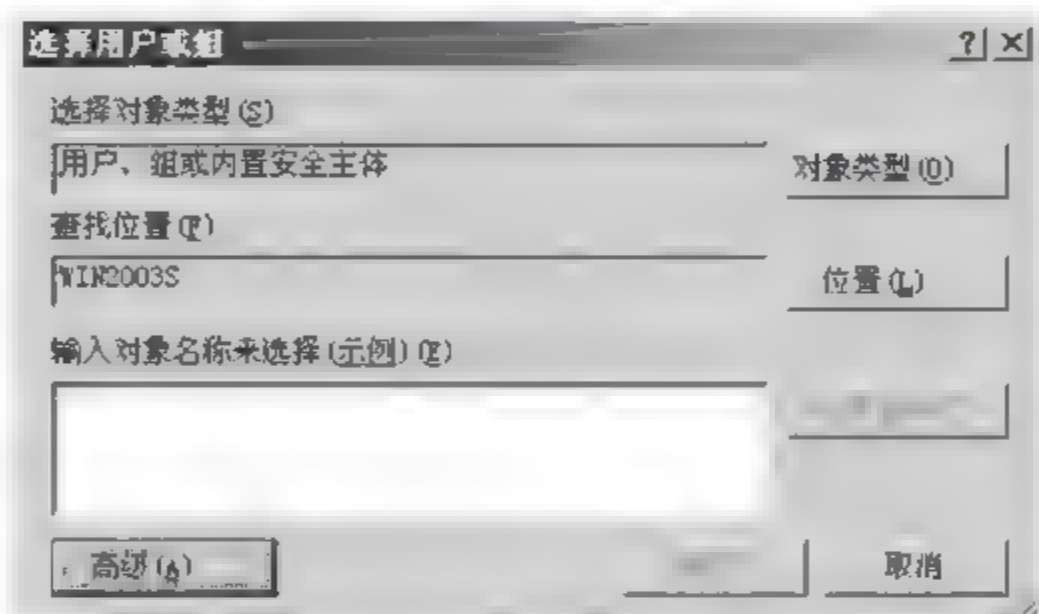 选择用户或组
选择对象类型(S)
用户、组或内置安全主体
对象类型(O)
查找位置(F)
WIN2003S
位置(L)
输入对象名称来选择(示例)(E)
高级(A)
取消